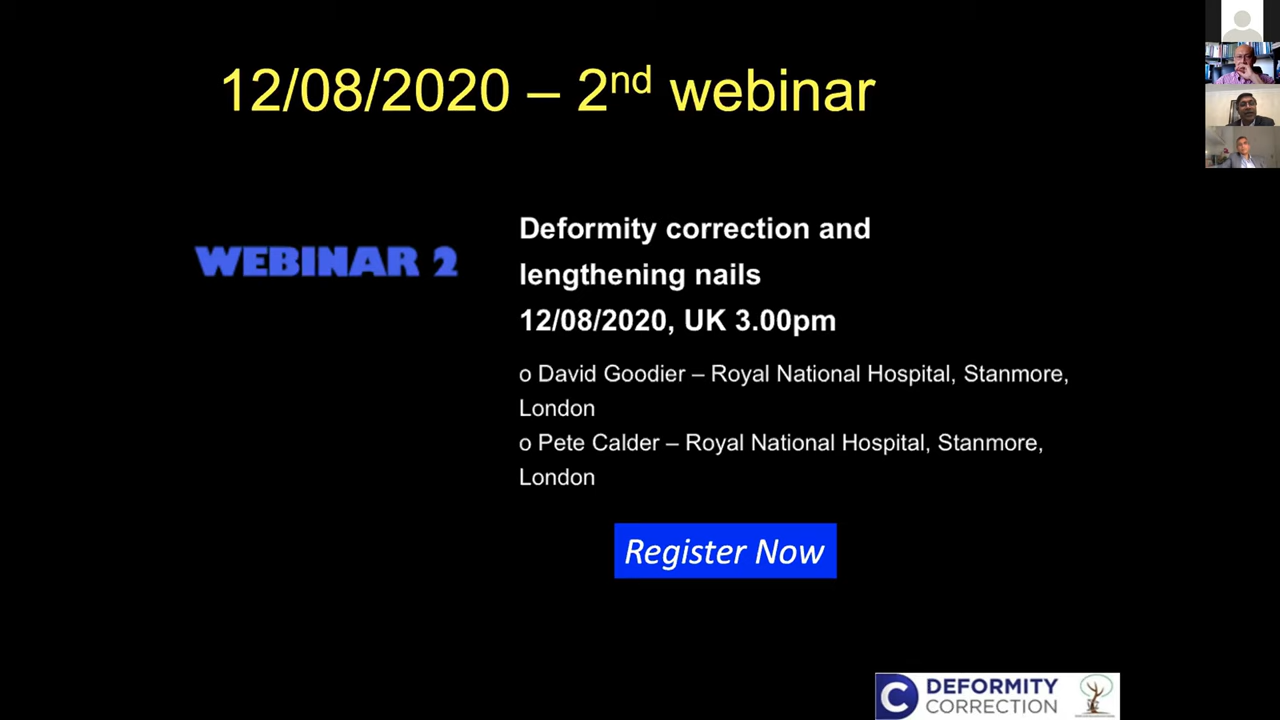 12/08/2020 – 2nd webinar
WEBINAR 2
Deformity correction and
lengthening nails
12/08/2020, UK 3.00pm
o David Goodier – Royal National Hospital, Stanmore,
London
o Pete Calder – Royal National Hospital, Stanmore,
London
Register Now
C DEFORMITY
CORRECTION